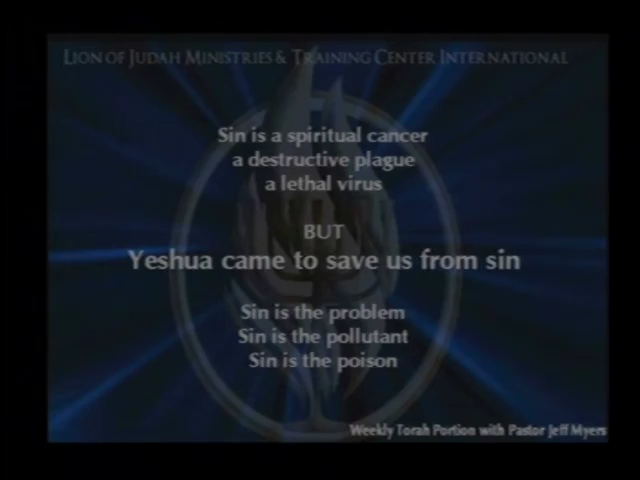 LION OF JUDAH MINISTRIES & TRAINING CENTER INTERNATIONAL
Sin is a spiritual cancer
a destructive plague
a lethal virus
BUT
Yeshua came to save us from sin
Sin is the problem
Sin is the pollutant
Sin is the poison
Weekly Torah Portion with Pastor Jeff Myers